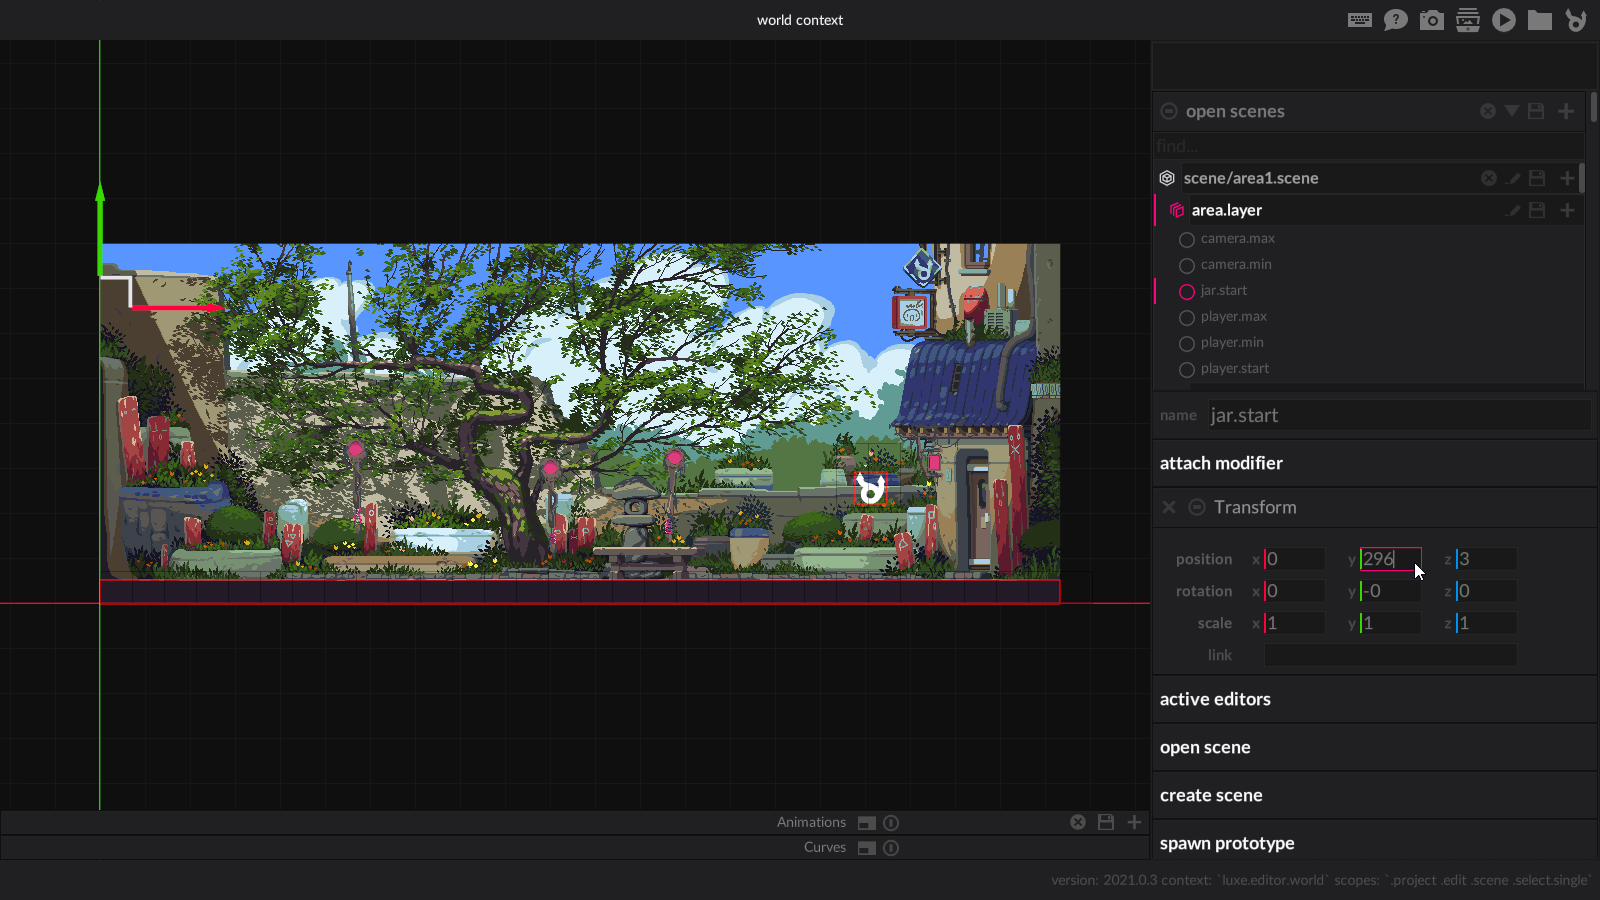 world context
open scenes
find...
scene/area1.scene
area.layer
camera.max
camera.min
jar.start
player.max
player.min
player.start
name jar.start
attach modifier
Transform
position x 0 y 296 z 3
rotation x 0 y -0 z 0
scale x 1 y 1 z 1
link
active editors
open scene
create scene
spawn prototype
Animations
Curves
version: 2021.0.3 context: `luxe.editor.world` scopes: `.project .edit .scene .select.single`